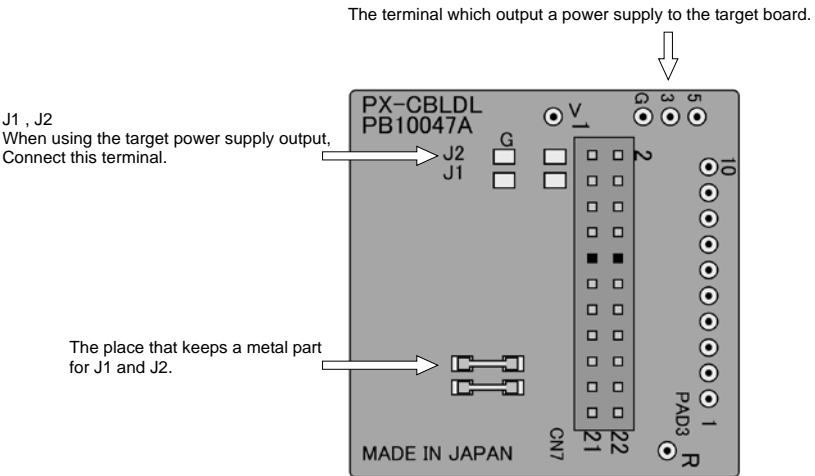 The terminal which output a power supply to the target board.
J1 , J2
When using the target power supply output,
Connect this terminal.
PX-CBLDL
PB10047A
V
G 3 5
G
J2
J1
1
2
10
The place that keeps a metal part
for J1 and J2.
PAD3
1
CN7
21
22
MADE IN JAPAN
R